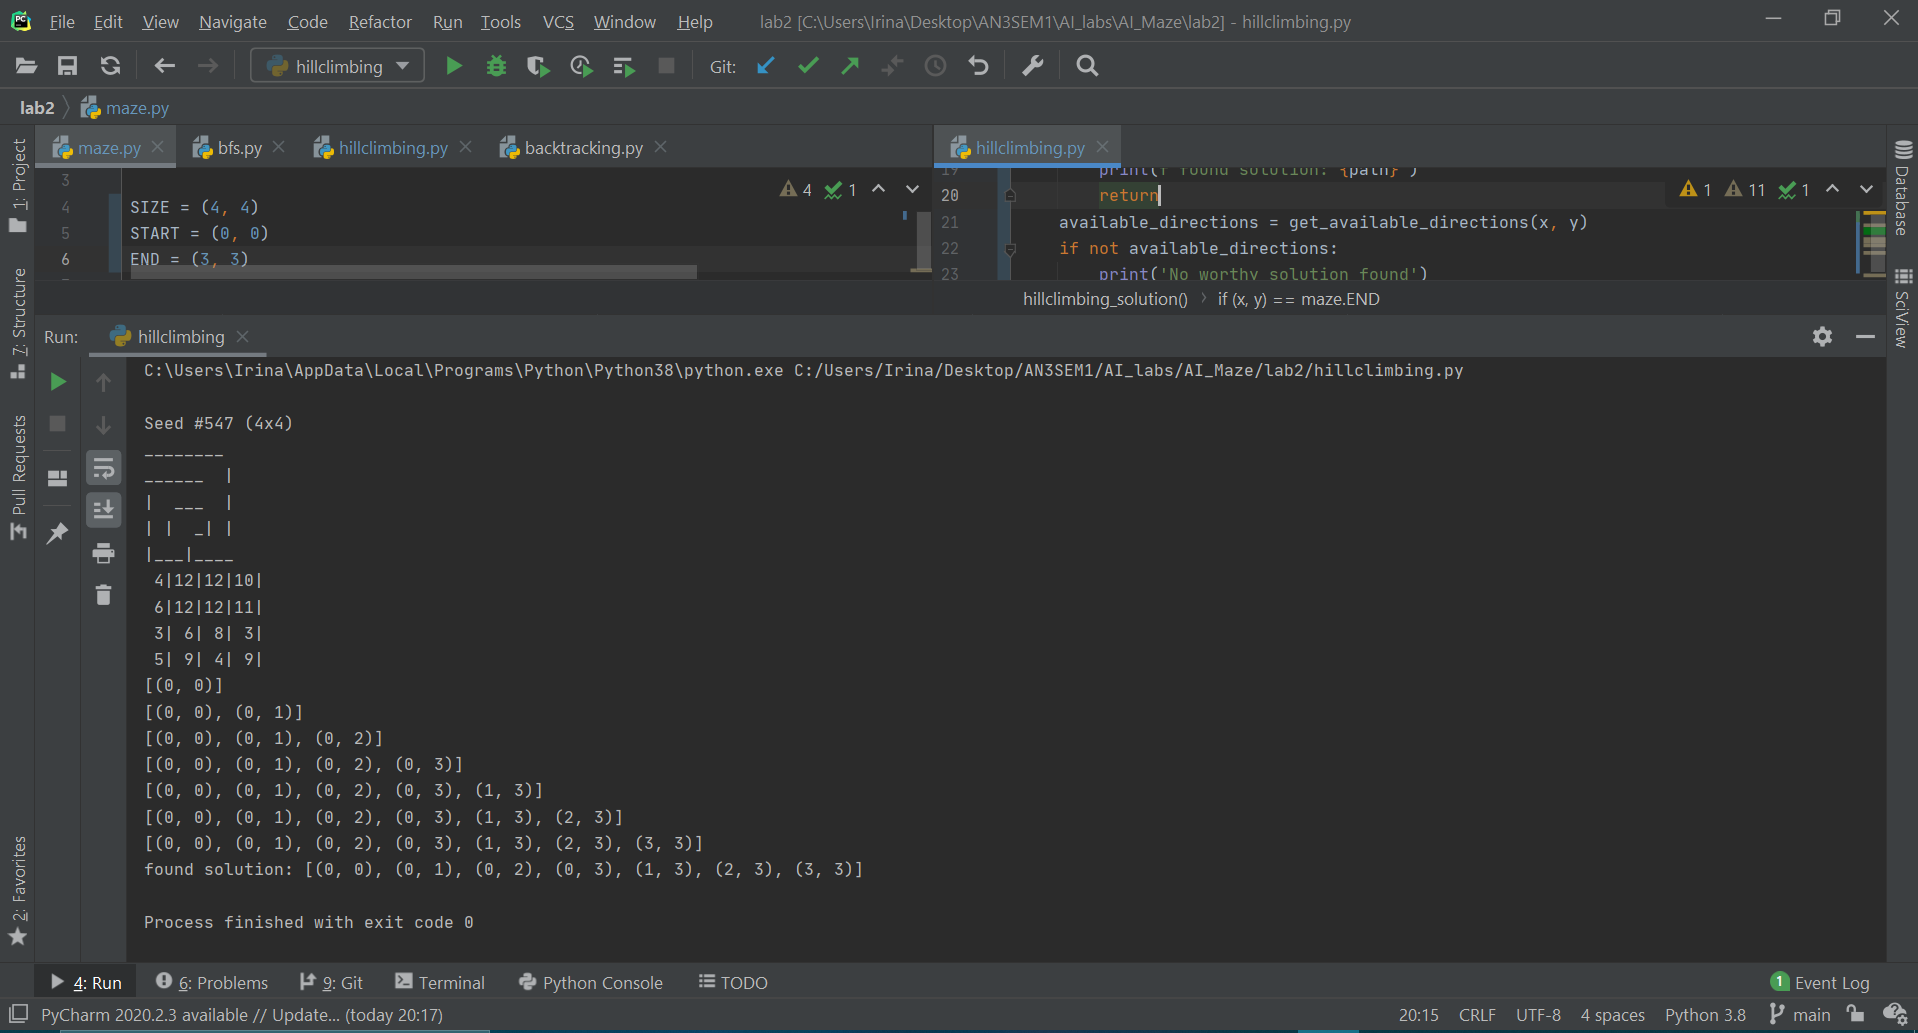 File Edit View Navigate Code Refactor Run Tools VCS Window Help lab2 [C:\Users\Irina\Desktop\AN3SEM1\AI_labs\AI_Maze\lab2] - hillclimbing.py
hillclimbing Git:
lab2 maze.py
maze.py bfs.py hillclimbing.py backtracking.py hillclimbing.py
3
4 SIZE = (4, 4)
5 START = (0, 0)
6 END = (3, 3)
4 1
19 print(f'found solution: {path}')
20 return
21 available_directions = get_available_directions(x, y)
22 if not available_directions:
23 print('No worthy solution found')
1 11 1
hillclimbing_solution() if (x, y) == maze.END
1: Project
7: Structure
Pull Requests
2: Favorites
Database
SciView
Run: hillclimbing
C:\Users\Irina\AppData\Local\Programs\Python\Python38\python.exe C:/Users/Irina/Desktop/AN3SEM1/AI_labs/AI_Maze/lab2/hillclimbing.py
Seed #547 (4x4)
________
______  |
|  ___  |
| |  _| |
|___|____
4|12|12|10|
6|12|12|11|
3| 6| 8| 3|
5| 9| 4| 9|
[(0, 0)]
[(0, 0), (0, 1)]
[(0, 0), (0, 1), (0, 2)]
[(0, 0), (0, 1), (0, 2), (0, 3)]
[(0, 0), (0, 1), (0, 2), (0, 3), (1, 3)]
[(0, 0), (0, 1), (0, 2), (0, 3), (1, 3), (2, 3)]
[(0, 0), (0, 1), (0, 2), (0, 3), (1, 3), (2, 3), (3, 3)]
found solution: [(0, 0), (0, 1), (0, 2), (0, 3), (1, 3), (2, 3), (3, 3)]
Process finished with exit code 0
4: Run 6: Problems 9: Git Terminal Python Console TODO 1 Event Log
PyCharm 2020.2.3 available // Update... (today 20:17) 20:15 CRLF UTF-8 4 spaces Python 3.8 main